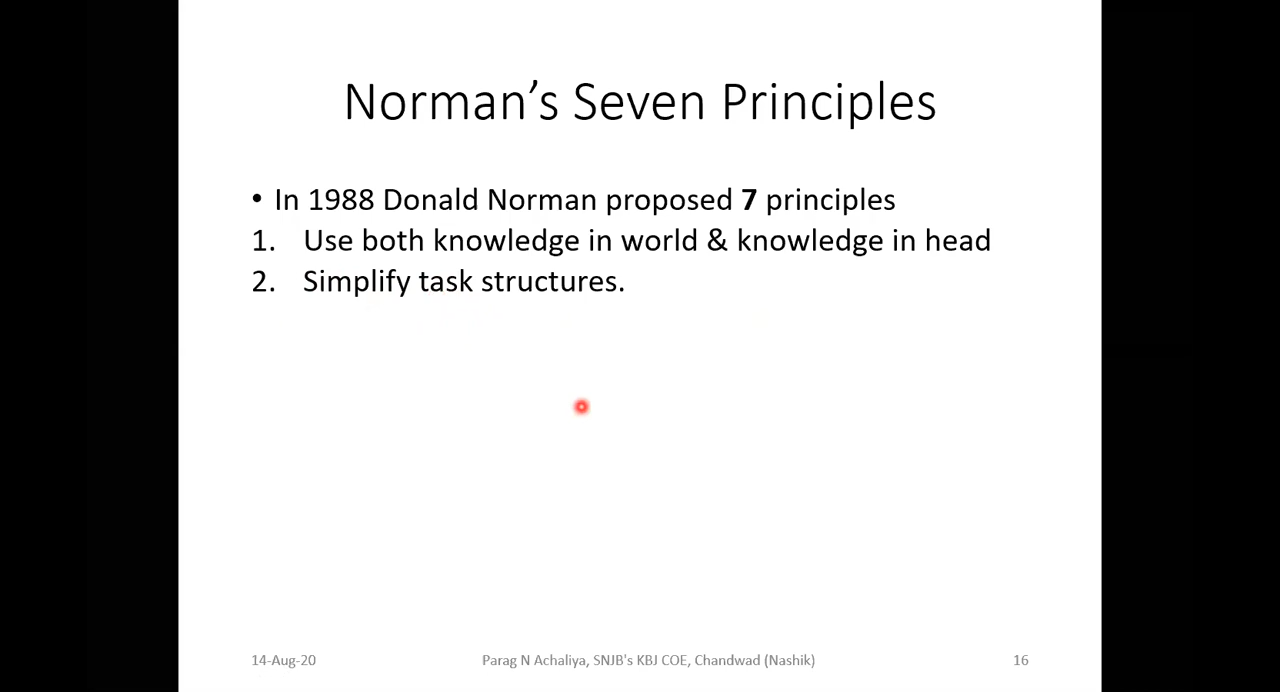 Norman’s Seven Principles
• In 1988 Donald Norman proposed 7 principles
1. Use both knowledge in world & knowledge in head
2. Simplify task structures.
14-Aug-20
Parag N Achaliya, SNJB's KBJ COE, Chandwad (Nashik)
16